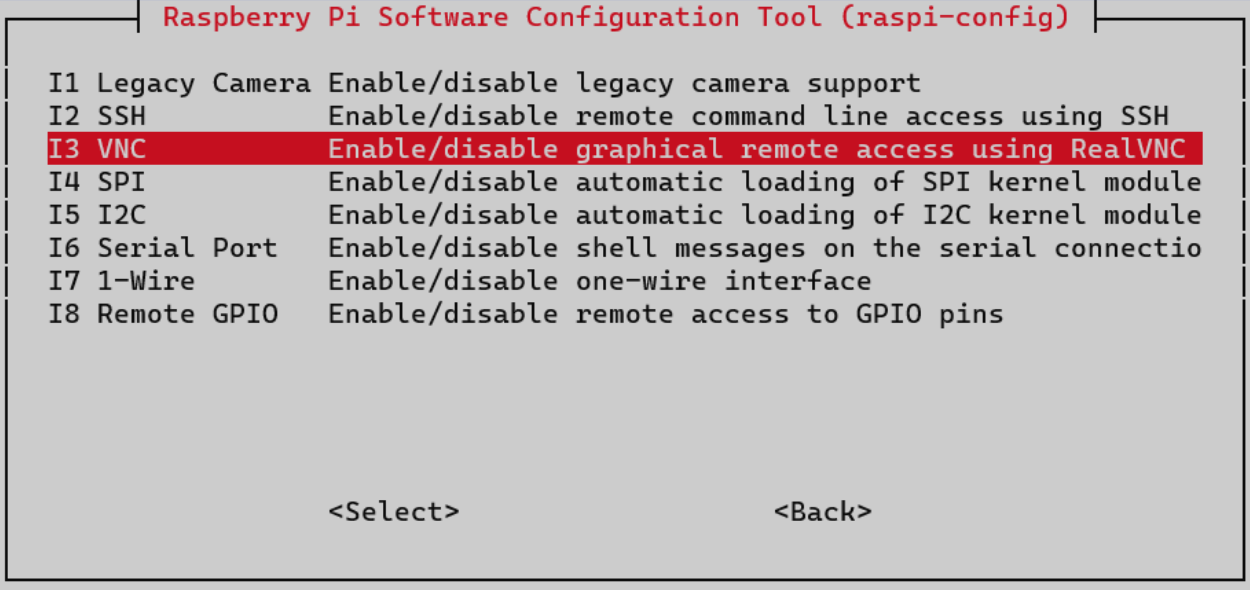 Raspberry Pi Software Configuration Tool (raspi-config)
I1 Legacy Camera Enable/disable legacy camera support
I2 SSH Enable/disable remote command line access using SSH
I3 VNC Enable/disable graphical remote access using RealVNC
I4 SPI Enable/disable automatic loading of SPI kernel module
I5 I2C Enable/disable automatic loading of I2C kernel module
I6 Serial Port Enable/disable shell messages on the serial connectio
I7 1-Wire Enable/disable one-wire interface
I8 Remote GPIO Enable/disable remote access to GPIO pins
<Select> <Back>